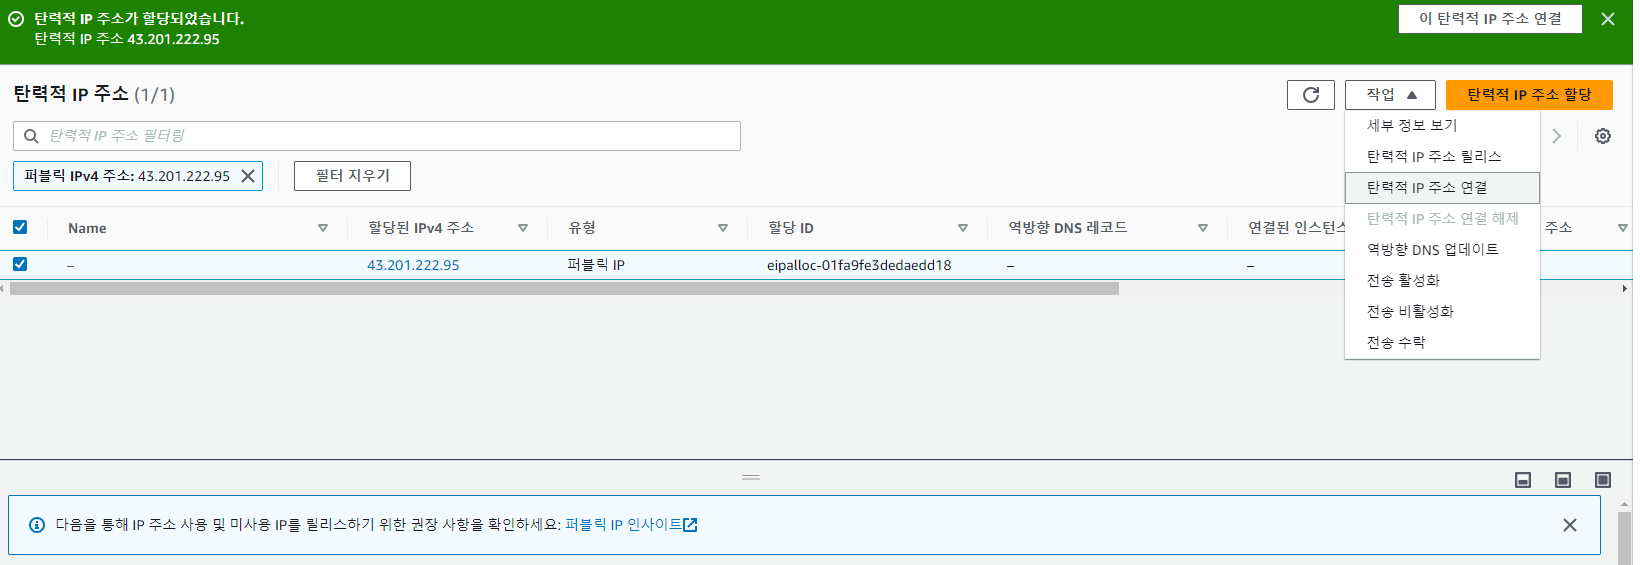 탄력적 IP 주소가 할당되었습니다.
탄력적 IP 주소 43.201.222.95
이 탄력적 IP 주소 연결
탄력적 IP 주소 (1/1)
작업
탄력적 IP 주소 할당
탄력적 IP 주소 필터링
퍼블릭 IPv4 주소: 43.201.222.95
필터 지우기
세부 정보 보기
탄력적 IP 주소 릴리스
탄력적 IP 주소 연결
탄력적 IP 주소 연결 해제
역방향 DNS 업데이트
전송 활성화
전송 비활성화
전송 수락
Name 할당된 IPv4 주소 유형 할당 ID 역방향 DNS 레코드 연결된 인스턴스 주소
– 43.201.222.95 퍼블릭 IP eipalloc-01fa9fe3dedaedd18 – –
다음을 통해 IP 주소 사용 및 미사용 IP를 릴리스하기 위한 권장 사항을 확인하세요: 퍼블릭 IP 인사이트